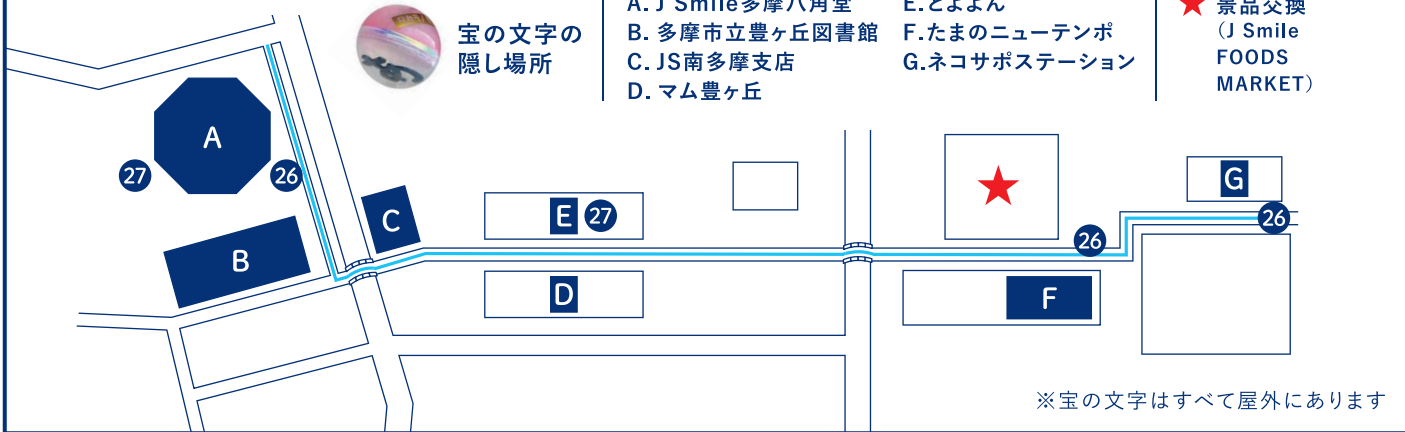 宝の文字の
隠し場所
A. J Smile多摩八角堂
B. 多摩市立豊ヶ丘図書館
C. JS南多摩支店
D. マム豊ヶ丘
E.とよよん
F.たまのニューテンポ
G.ネコサポステーション
★ 景品交換
(J Smile
FOODS
MARKET)
A
27
26
B
C
E 27
D
26
F
G
26
※宝の文字はすべて屋外にあります